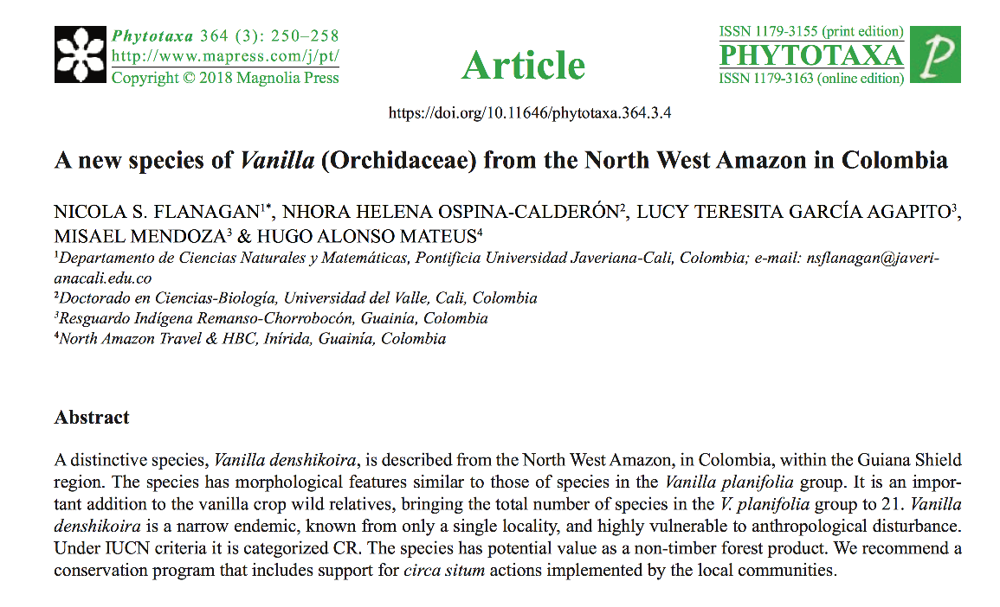 Phytotaxa 364 (3): 250–258
http://www.mapress.com/j/pt/
Copyright © 2018 Magnolia Press
Article
ISSN 1179-3155 (print edition)
PHYTOTAXA
ISSN 1179-3163 (online edition)
https://doi.org/10.11646/phytotaxa.364.3.4
A new species of Vanilla (Orchidaceae) from the North West Amazon in Colombia
NICOLA S. FLANAGAN¹*, NHORA HELENA OSPINA-CALDERÓN², LUCY TERESITA GARCÍA AGAPITO³,
MISAEL MENDOZA³ & HUGO ALONSO MATEUS⁴
¹Departamento de Ciencias Naturales y Matemáticas, Pontificia Universidad Javeriana-Cali, Colombia; e-mail: nsflanagan@javeri-
anacali.edu.co
²Doctorado en Ciencias-Biología, Universidad del Valle, Cali, Colombia
³Resguardo Indígena Remanso-Chorrobocón, Guainía, Colombia
⁴North Amazon Travel & HBC, Inírida, Guainía, Colombia
Abstract
A distinctive species, Vanilla denshikoira, is described from the North West Amazon, in Colombia, within the Guiana Shield
region. The species has morphological features similar to those of species in the Vanilla planifolia group. It is an impor-
tant addition to the vanilla crop wild relatives, bringing the total number of species in the V. planifolia group to 21. Vanilla
denshikoira is a narrow endemic, known from only a single locality, and highly vulnerable to anthropological disturbance.
Under IUCN criteria it is categorized CR. The species has potential value as a non-timber forest product. We recommend a
conservation program that includes support for circa situm actions implemented by the local communities.